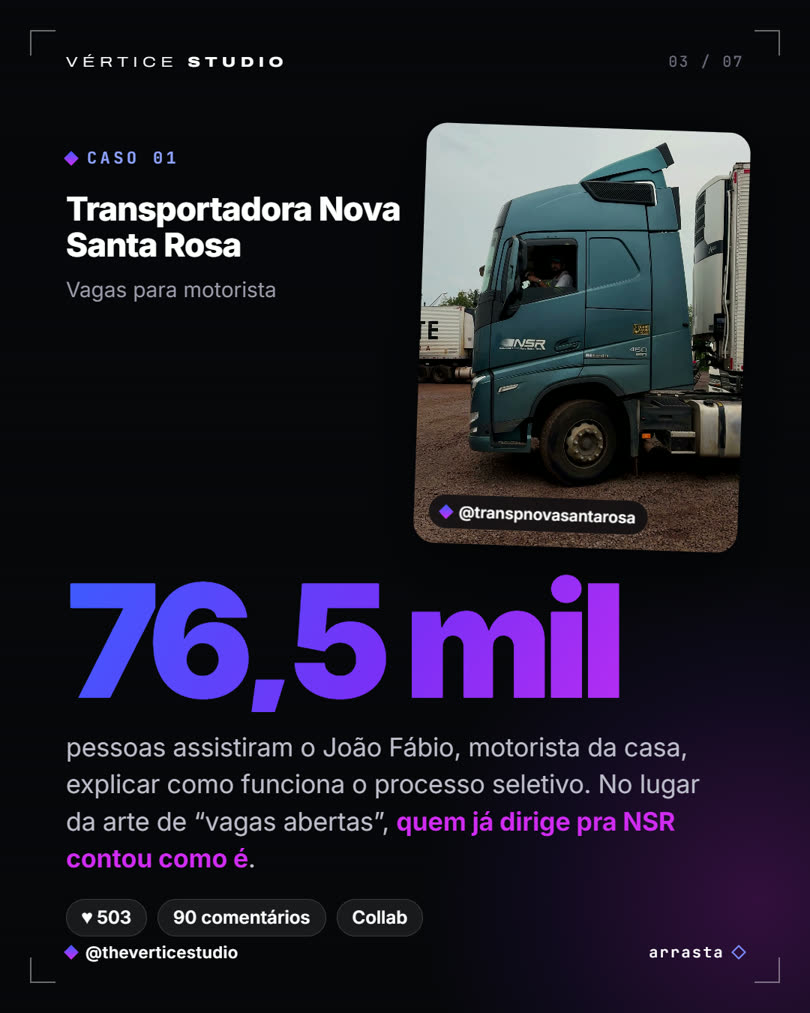 VÉRTICE STUDIO
03 / 07
CASO 01
Transportadora Nova
Santa Rosa
Vagas para motorista
TE
NSR
460
@transpnovasantarosa
76,5 mil
pessoas assistiram o João Fábio, motorista da casa,
explicar como funciona o processo seletivo. No lugar
da arte de “vagas abertas”, quem já dirige pra NSR
contou como é.
♥ 503
90 comentários
Collab
@theverticestudio
arrasta